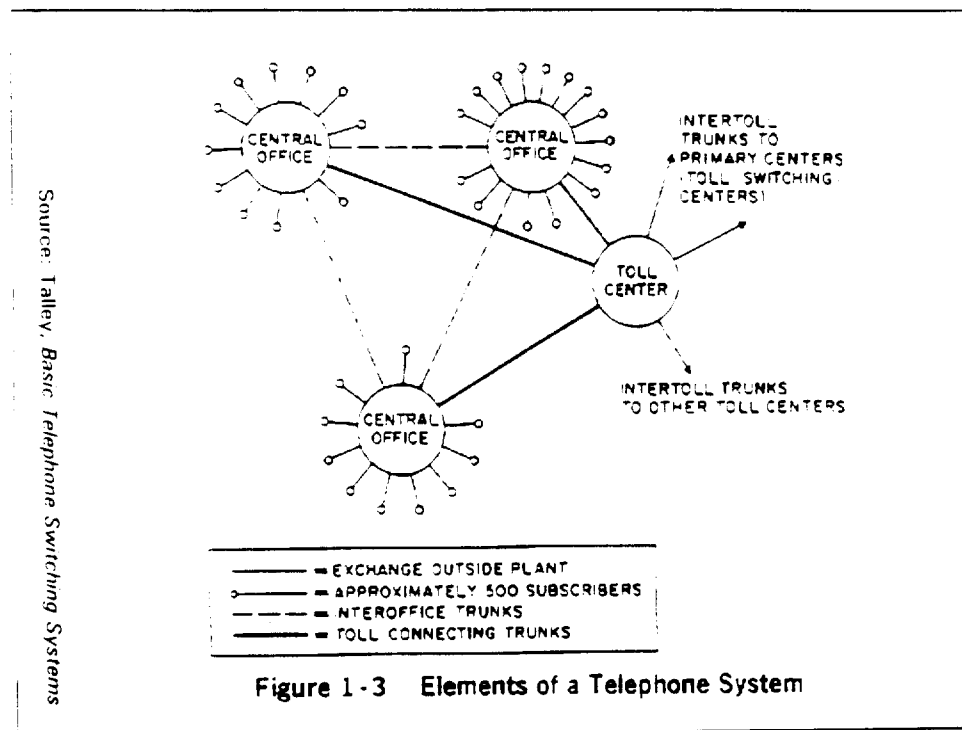 CENTRAL
OFFICE
CENTRAL
OFFICE
INTERTOLL
TRUNKS TO
PRIMARY CENTERS
(TOLL SWITCHING
CENTERS)
TOLL
CENTER
CENTRAL
OFFICE
INTERTOLL TRUNKS
TO OTHER TOLL CENTERS
= EXCHANGE OUTSIDE PLANT
= APPROXIMATELY 500 SUBSCRIBERS
= INTEROFFICE TRUNKS
= TOLL CONNECTING TRUNKS
Figure 1-3 Elements of a Telephone System
Source: Talley, Basic Telephone Switching Systems